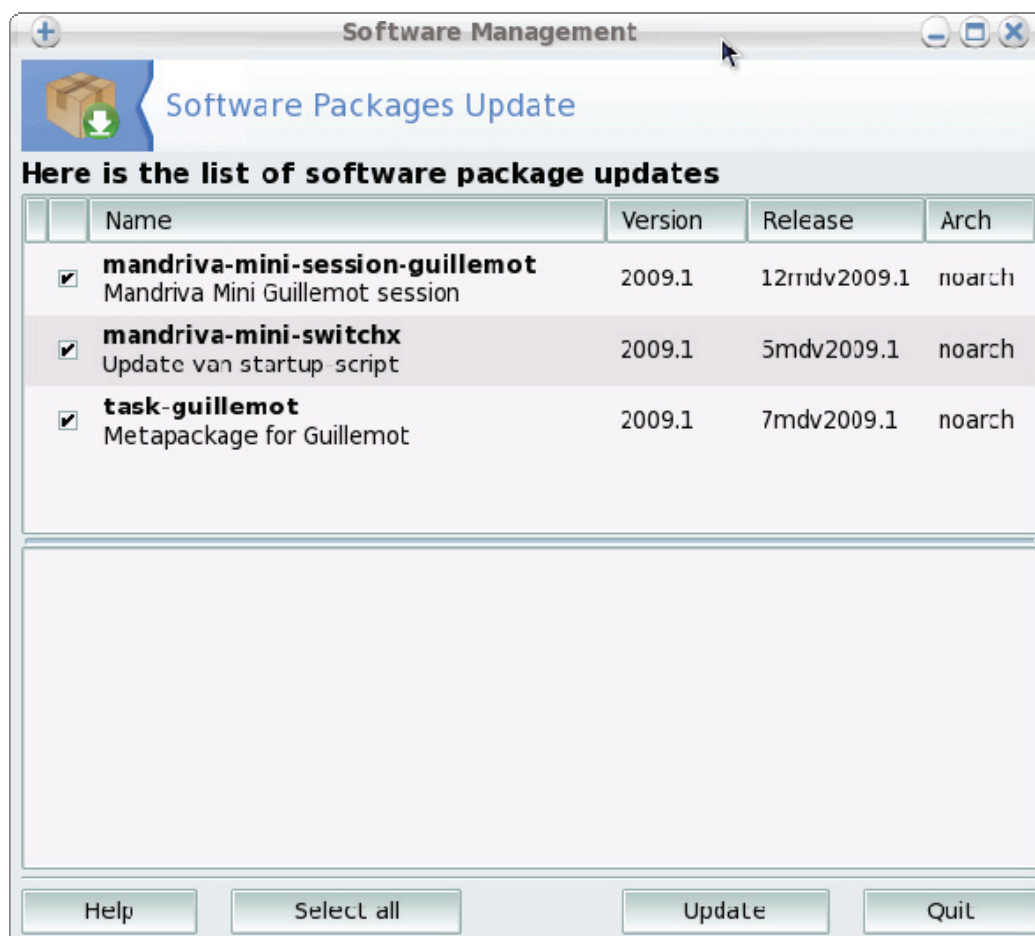 Software Management
Software Packages Update
Here is the list of software package updates
Name Version Release Arch
mandriva-mini-session-guillemot
Mandriva Mini Guillemot session
2009.1 12mdv2009.1 noarch
mandriva-mini-switchx
Update van startup-script
2009.1 5mdv2009.1 noarch
task-guillemot
Metapackage for Guillemot
2009.1 7mdv2009.1 noarch
Help Select all Update Quit